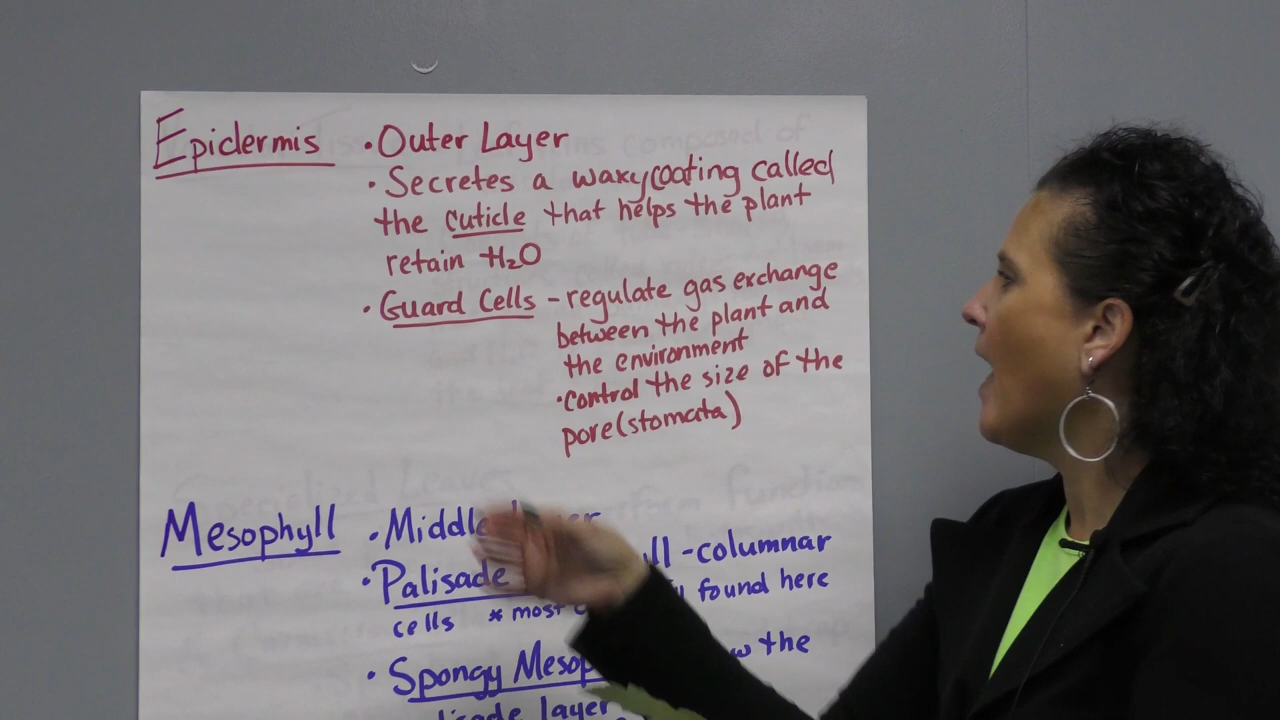 Epidermis • Outer Layer
• Secretes a waxy coating called
the cuticle that helps the plant
retain H₂O
• Guard Cells - regulate gas exchange
between the plant and
the environment
• control the size of the
pore (stomata)
Mesophyll • Middle
• Palisade - columnar
cells * most found here
• Spongy the
layer